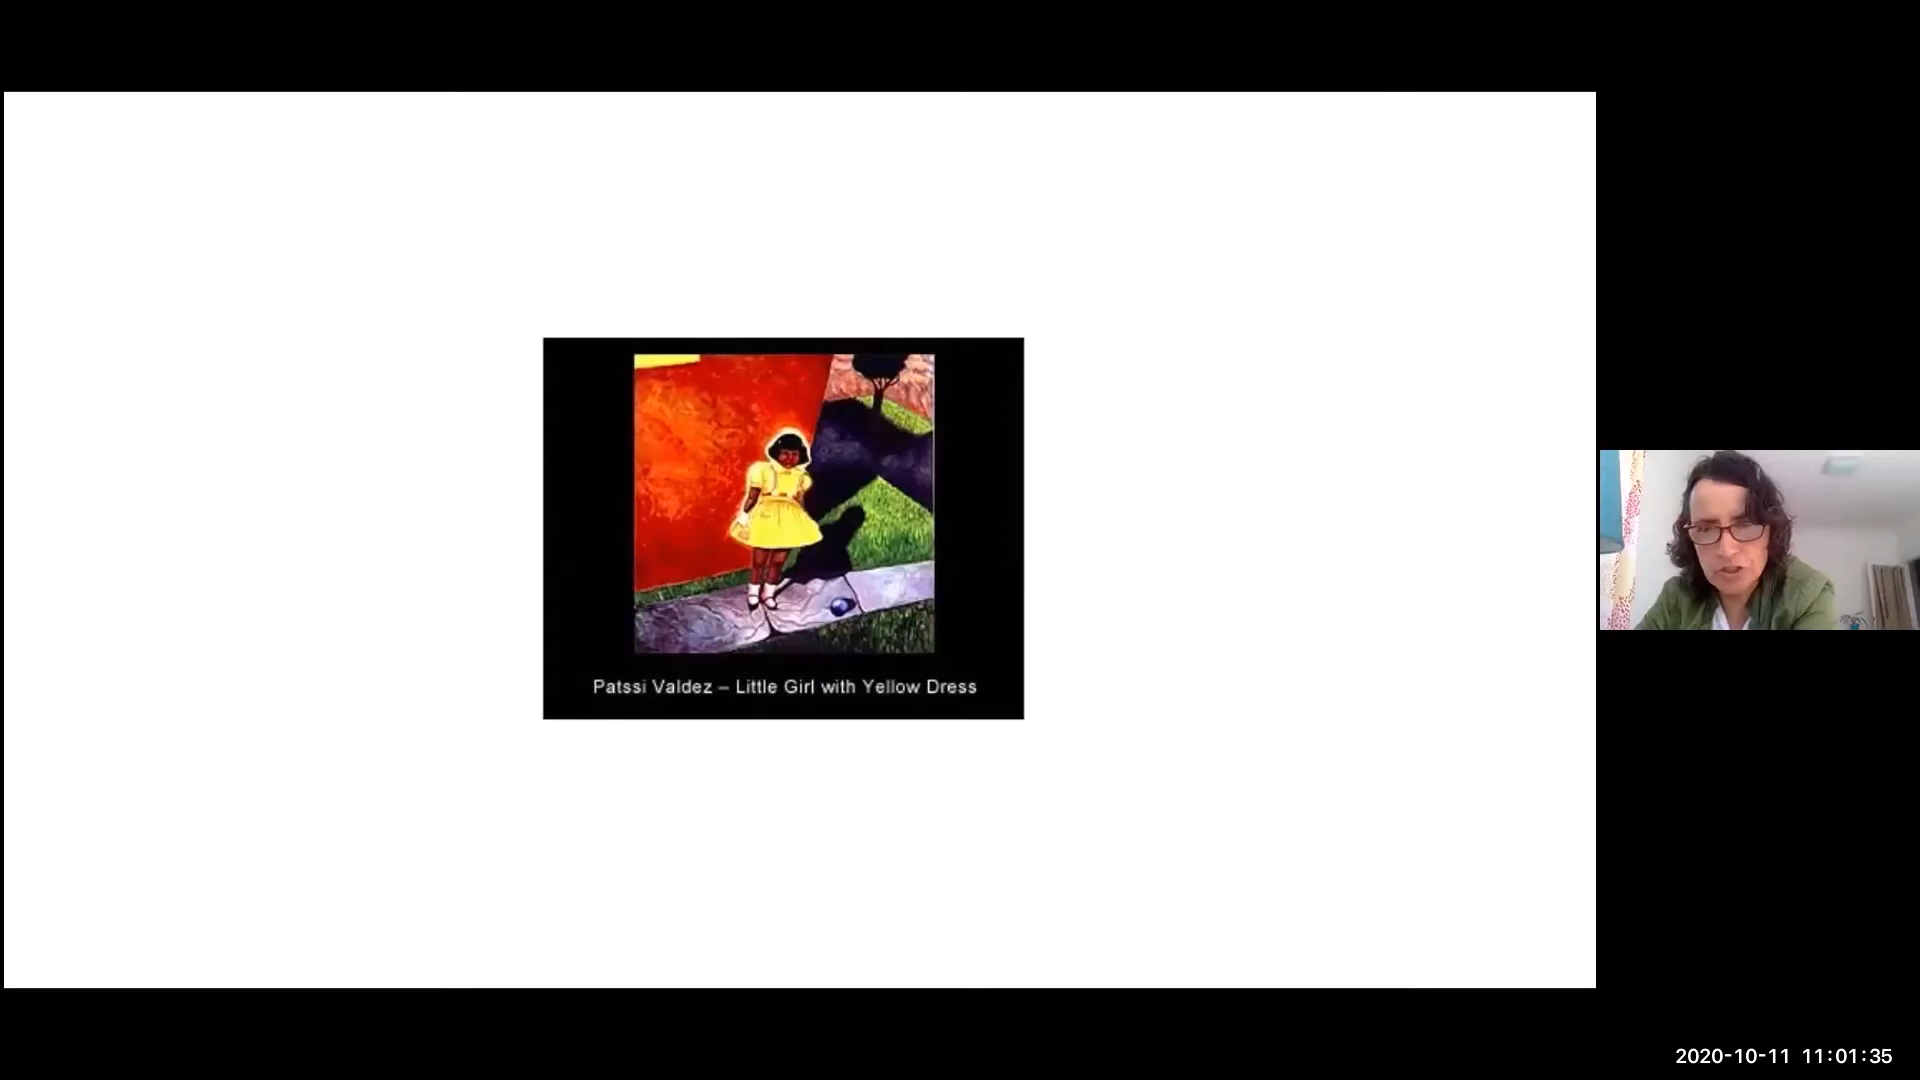 Patssi Valdez – Little Girl with Yellow Dress
2020-10-11 11:01:35